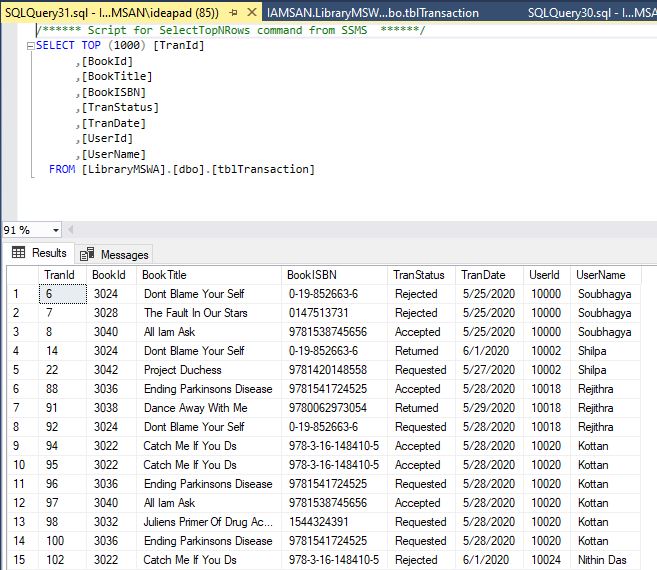 SQLQuery31.sql - I...MSAN\ideapad (85)) IAMSAN.LibraryMSW...bo.tblTransaction SQLQuery30.sql - I...MSA
/****** Script for SelectTopNRows command from SSMS ******/
SELECT TOP (1000) [TranId]
,[BookId]
,[BookTitle]
,[BookISBN]
,[TranStatus]
,[TranDate]
,[UserId]
,[UserName]
FROM [LibraryMSWA].[dbo].[tblTransaction]
91 %
Results Messages
TranId BookId BookTitle BookISBN TranStatus TranDate UserId UserName
1 6 3024 Dont Blame Your Self 0-19-852663-6 Rejected 5/25/2020 10000 Soubhagya
2 7 3028 The Fault In Our Stars 0147513731 Rejected 5/25/2020 10000 Soubhagya
3 8 3040 All Iam Ask 9781538745656 Accepted 5/25/2020 10000 Soubhagya
4 14 3024 Dont Blame Your Self 0-19-852663-6 Returned 6/1/2020 10002 Shilpa
5 22 3042 Project Duchess 9781420148558 Requested 5/27/2020 10002 Shilpa
6 88 3036 Ending Parkinsons Disease 9781541724525 Accepted 5/28/2020 10018 Rejithra
7 91 3038 Dance Away With Me 9780062973054 Returned 5/29/2020 10018 Rejithra
8 92 3024 Dont Blame Your Self 0-19-852663-6 Requested 5/28/2020 10018 Rejithra
9 94 3022 Catch Me If You Ds 978-3-16-148410-5 Accepted 5/28/2020 10020 Kottan
10 95 3022 Catch Me If You Ds 978-3-16-148410-5 Accepted 5/28/2020 10020 Kottan
11 96 3036 Ending Parkinsons Disease 9781541724525 Requested 5/28/2020 10020 Kottan
12 97 3040 All Iam Ask 9781538745656 Accepted 5/28/2020 10020 Kottan
13 98 3032 Juliens Primer Of Drug Ac... 1544324391 Requested 5/28/2020 10020 Kottan
14 100 3036 Ending Parkinsons Disease 9781541724525 Requested 5/28/2020 10020 Kottan
15 102 3022 Catch Me If You Ds 978-3-16-148410-5 Rejected 6/1/2020 10024 Nithin Das